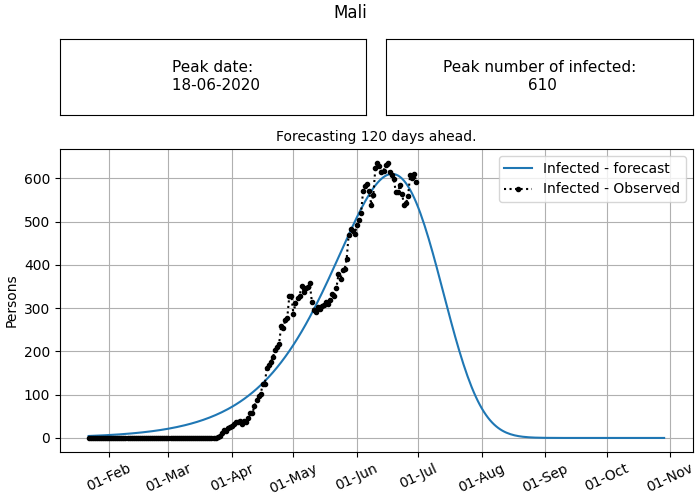 Mali
Peak date:
18-06-2020
Peak number of infected:
610
Forecasting 120 days ahead.
Infected - forecast
Infected - Observed
Persons
600
500
400
300
200
100
0
01-Feb
01-Mar
01-Apr
01-May
01-Jun
01-Jul
01-Aug
01-Sep
01-Oct
01-Nov